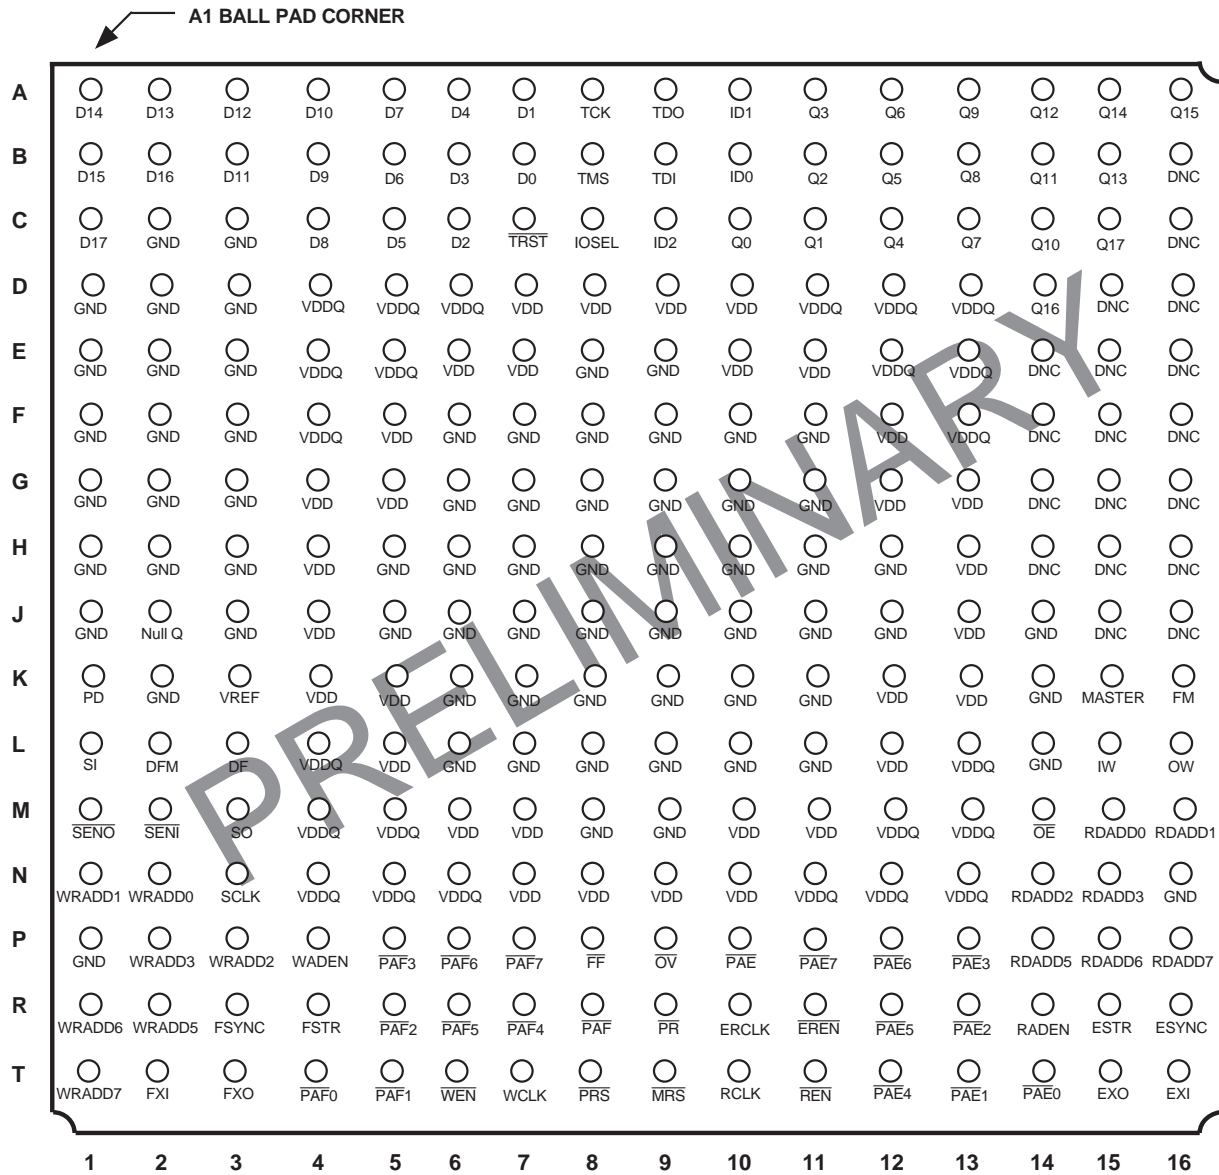 A1 BALL PAD CORNER
A
D14 D13 D12 D10 D7 D4 D1 TCK TDO ID1 Q3 Q6 Q9 Q12 Q14 Q15
B
D15 D16 D11 D9 D6 D3 D0 TMS TDI ID0 Q2 Q5 Q8 Q11 Q13 DNC
C
D17 GND GND D8 D5 D2 TRST IOSEL ID2 Q0 Q1 Q4 Q7 Q10 Q17 DNC
D
GND GND GND VDDQ VDDQ VDDQ VDD VDD VDD VDD VDDQ VDDQ VDDQ Q16 DNC DNC
E
GND GND GND VDDQ VDDQ VDD VDD GND GND VDD VDD VDDQ VDDQ DNC DNC DNC
F
GND GND GND VDDQ VDD GND GND GND GND GND GND VDD VDDQ DNC DNC DNC
G
GND GND GND VDD VDD GND GND GND GND GND GND VDD VDD DNC DNC DNC
H
GND GND GND VDD GND GND GND GND GND GND GND GND VDD DNC DNC DNC
J
GND Null Q GND VDD GND GND GND GND GND GND GND GND VDD GND DNC DNC
K
PD GND VREF VDD VDD GND GND GND GND GND GND VDD VDD GND MASTER FM
L
SI DFM DF VDDQ VDD GND GND GND GND GND GND VDD VDDQ GND IW OW
M
SENO SENI SO VDDQ VDDQ VDD VDD GND GND VDD VDD VDDQ VDDQ OE RDADD0 RDADD1
N
WRADD1 WRADD0 SCLK VDDQ VDDQ VDDQ VDD VDD VDD VDD VDDQ VDDQ VDDQ RDADD2 RDADD3 GND
P
GND WRADD3 WRADD2 WADEN PAF3 PAF6 PAF7 FF OV PAE PAE7 PAE6 PAE3 RDADD5 RDADD6 RDADD7
R
WRADD6 WRADD5 FSYNC FSTR PAF2 PAF5 PAF4 PAF PR ERCLK EREN PAE5 PAE2 RADEN ESTR ESYNC
T
WRADD7 FXI FXO PAF0 PAF1 WEN WCLK PRS MRS RCLK REN PAE4 PAE1 PAE0 EXO EXI
1 2 3 4 5 6 7 8 9 10 11 12 13 14 15 16
PRELIMINARY